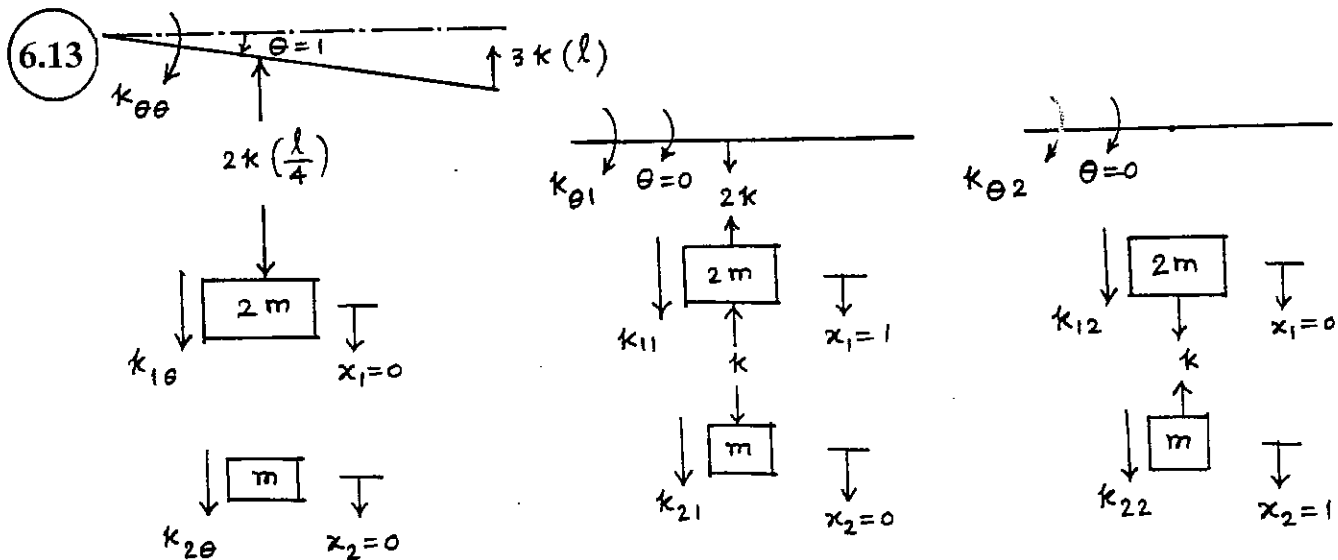 6.13
θ=1
3k(l)
k_θθ
2k(l/4)
2m
k_1θ
x_1=0
m
k_2θ
x_2=0
k_θ1
θ=0
2k
2m
k_11
x_1=1
k
m
k_21
x_2=0
k_θ2
θ=0
2m
k_12
x_1=0
k
m
k_22
x_2=1